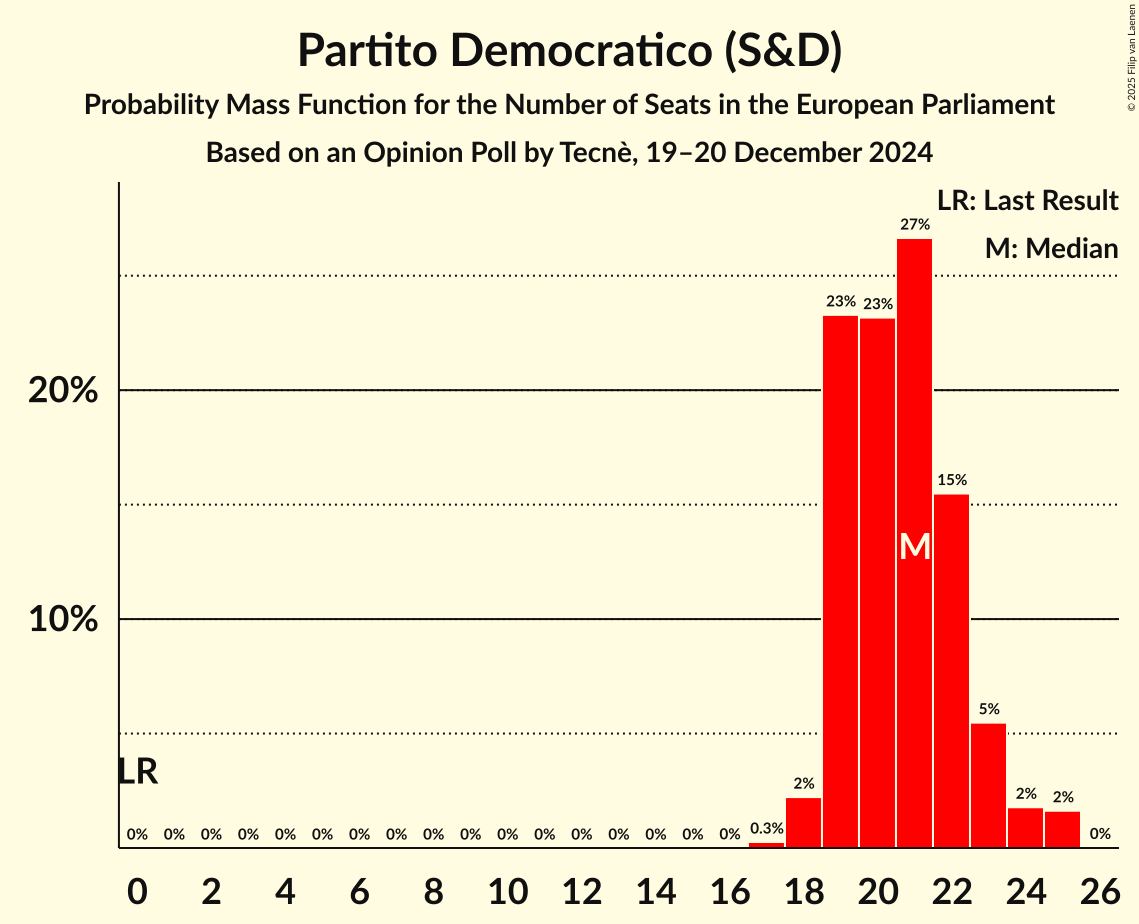 Partito Democratico (S&D)
Probability Mass Function for the Number of Seats in the European Parliament
Based on an Opinion Poll by Tecnè, 19–20 December 2024
© 2025 Filip van Laenen
LR: Last Result
M: Median
27%
23% 23%
20%
15%
M
10%
5%
LR
2% 2% 2%
0% 0% 0% 0% 0% 0% 0% 0% 0% 0% 0% 0% 0% 0% 0% 0% 0% 0.3% 0%
0 2 4 6 8 10 12 14 16 18 20 22 24 26